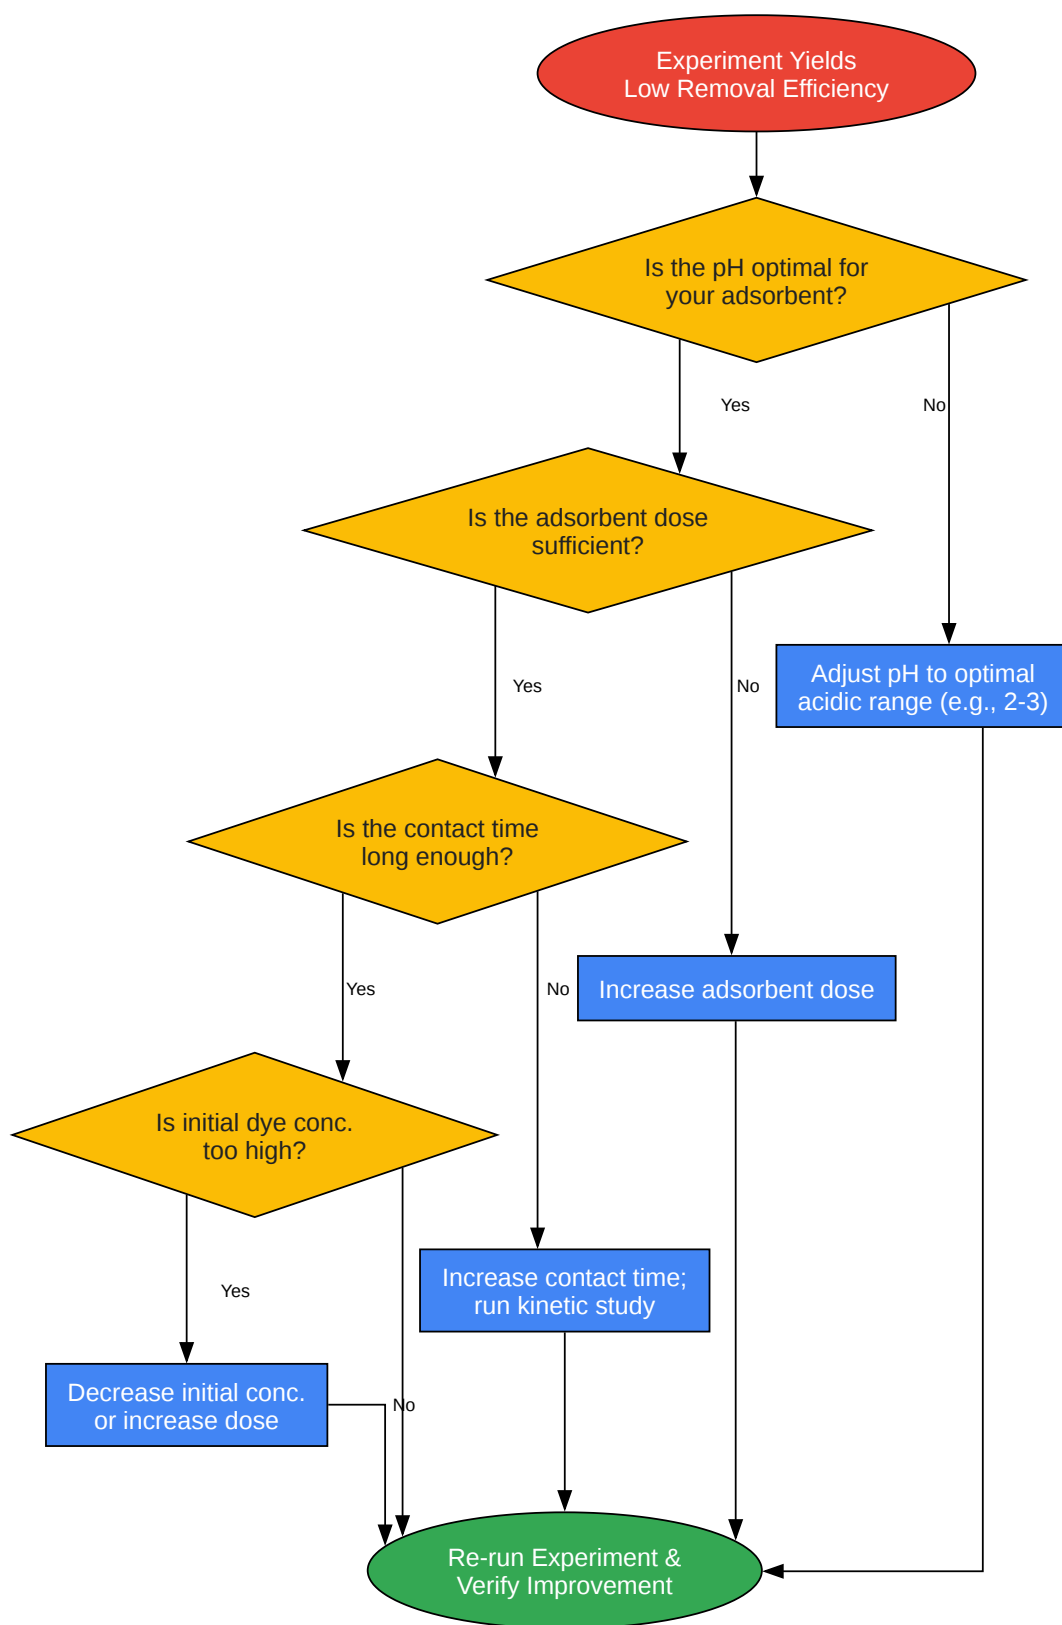 Experiment Yields
Low Removal Efficiency
Is the pH optimal for
your adsorbent?
Yes
No
Is the adsorbent dose
sufficient?
Yes
No
Adjust pH to optimal
acidic range (e.g., 2-3)
Is the contact time
long enough?
Yes
No
Increase adsorbent dose
Is initial dye conc.
too high?
Yes
No
Increase contact time;
run kinetic study
Decrease initial conc.
or increase dose
Re-run Experiment &
Verify Improvement